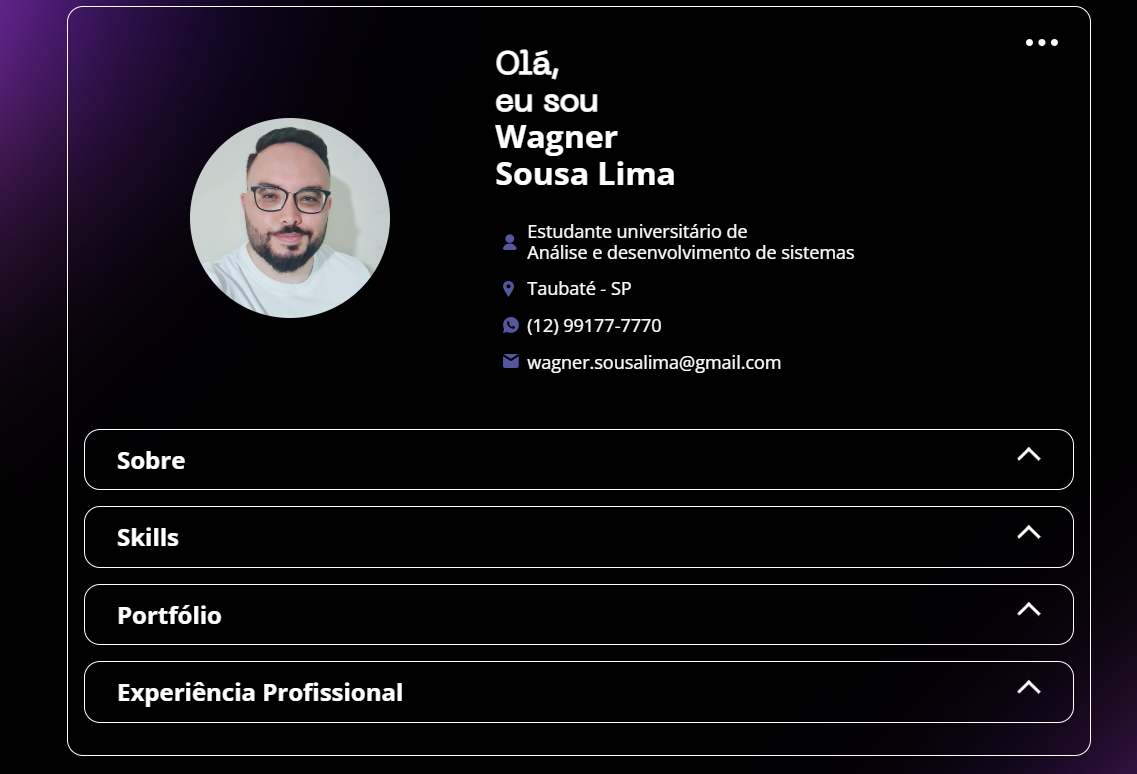 Olá,
eu sou
Wagner
Sousa Lima
Estudante universitário de
Análise e desenvolvimento de sistemas
Taubaté - SP
(12) 99177-7770
wagner.sousalima@gmail.com
Sobre
Skills
Portfólio
Experiência Profissional